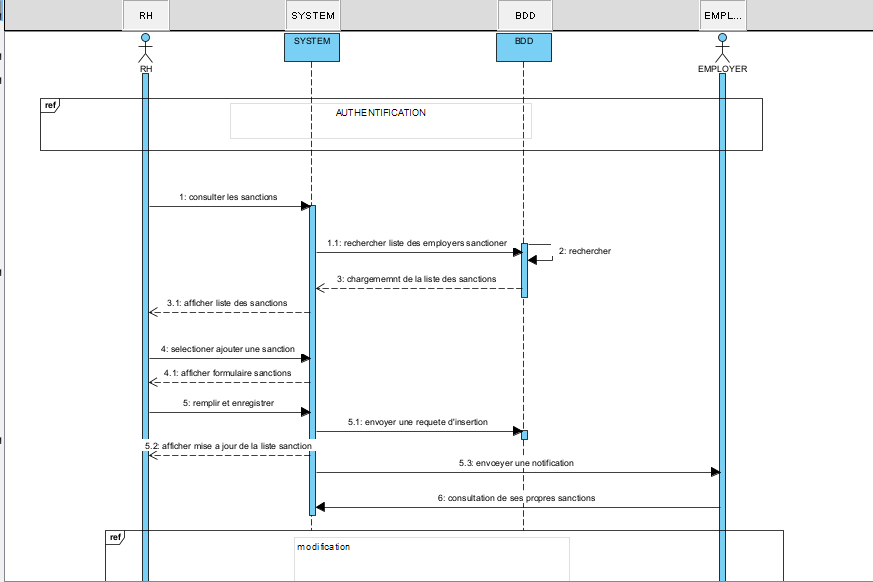 RH SYSTEM BDD EMPL...
SYSTEM BDD
RH EMPLOYER
ref
AUTHENTIFICATION
1: consulter les sanctions
1.1: rechercher liste des employers sanctioner
2: rechercher
3: chargememnt de la liste des sanctions
3.1: afficher liste des sanctions
4: selectioner ajouter une sanction
4.1: afficher formulaire sanctions
5: remplir et enregistrer
5.1: envoyer une requete d'insertion
5.2: afficher mise a jour de la liste sanction
5.3: envoeyer une notification
6: consultation de ses propres sanctions
ref
modification